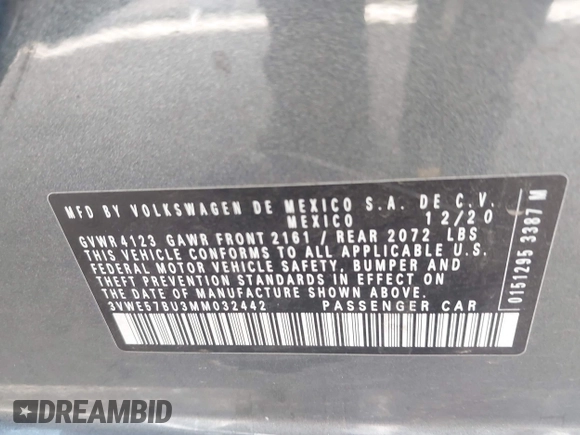 MFD BY VOLKSWAGEN DE MEXICO S.A. DE C.V.
MEXICO 12/20
GVWR 4123 GAWR FRONT 2161 / REAR 2072 LBS
THIS VEHICLE CONFORMS TO ALL APPLICABLE U.S.
FEDERAL MOTOR VEHICLE SAFETY, BUMPER AND
THEFT PREVENTION STANDARDS IN EFFECT ON
THE DATE OF MANUFACTURE SHOWN ABOVE.
3VWE57BU3MM032442 PASSENGER CAR
0151295 3387 M
DREAMBID